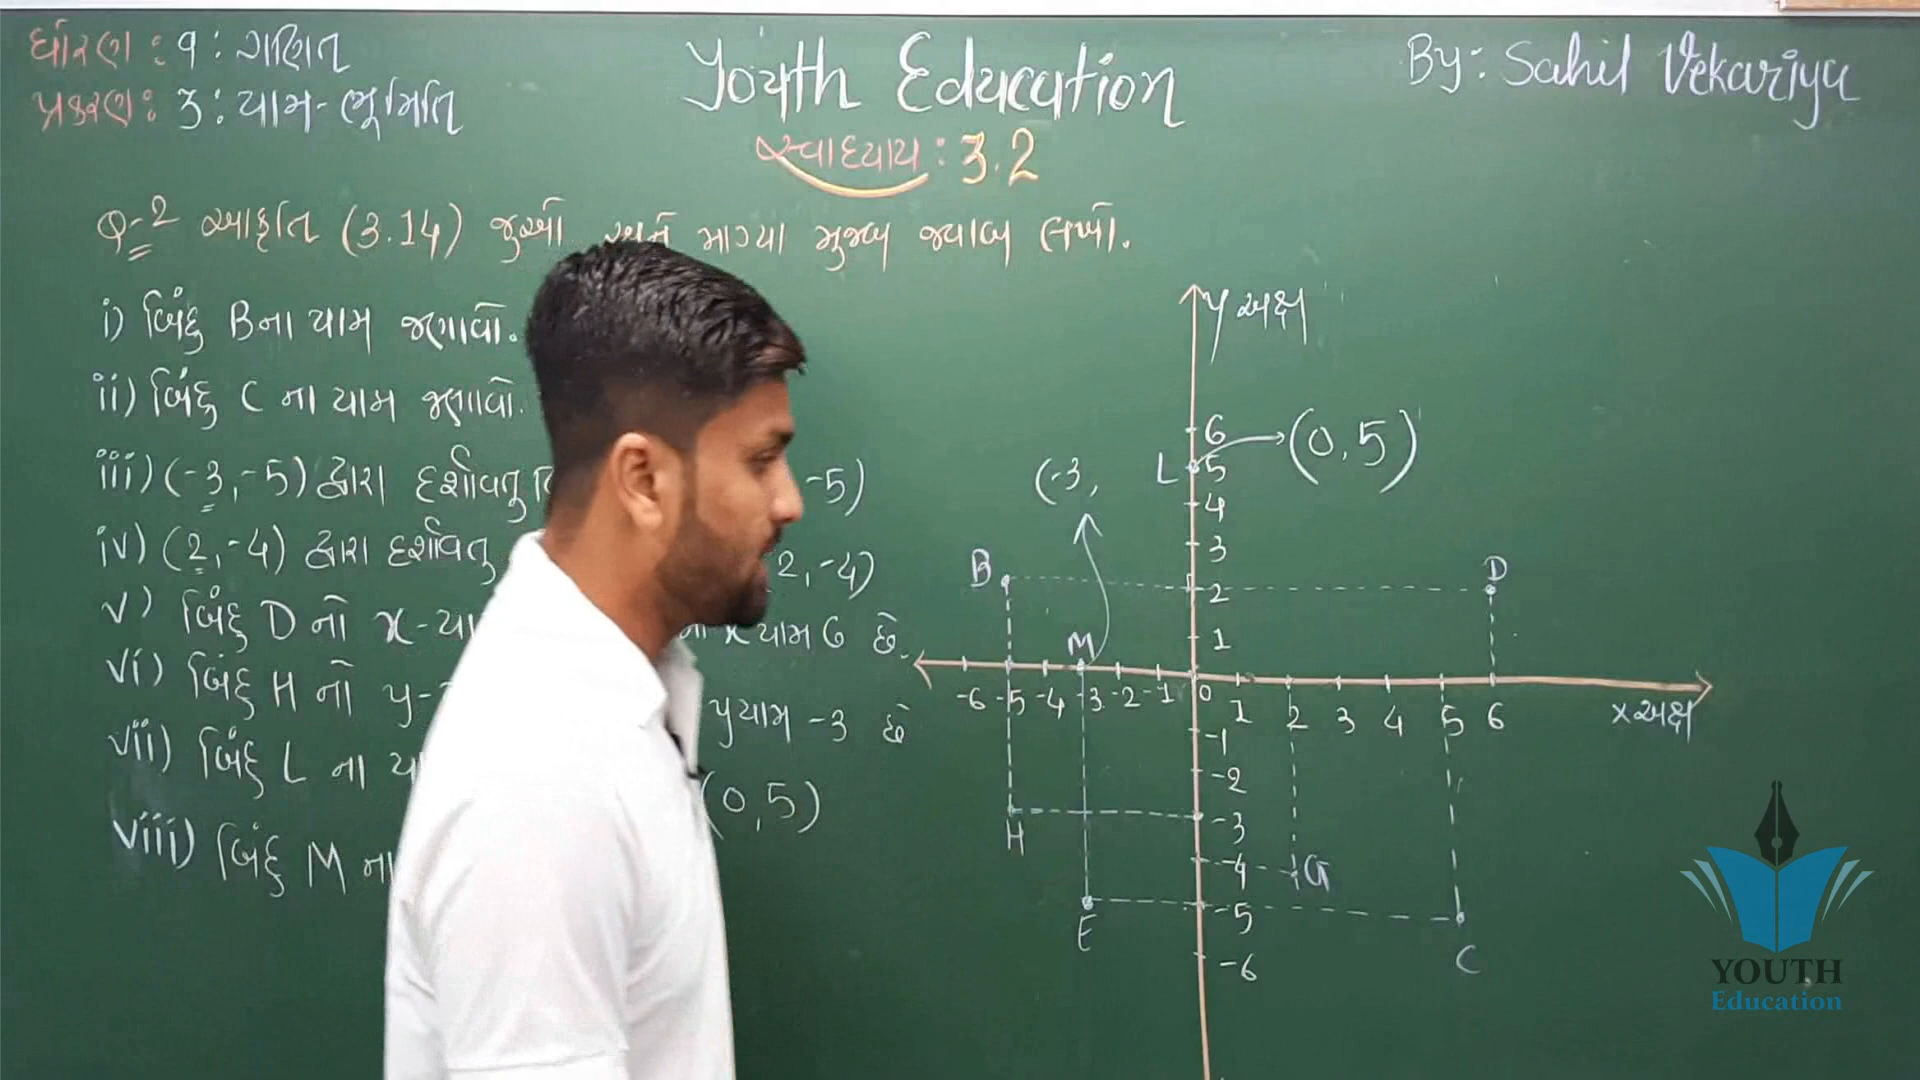 ધોરણ : ૧ : ગણિત
પ્રકરણ : 3 : યામ-ભૂમિતિ
Youth Education
By: Sahil Vekariya
સ્વાધ્યાય : 3.2
Q-2 આકૃતિ (3.14) જુઓ અને માગ્યા મુજબ જવાબ લખો.
i) બિંદુ B ના યામ જણાવો.
ii) બિંદુ C ના યામ જણાવો.
iii) (-3,-5) દ્વારા દર્શાવતુ -5)
iv) (2,-4) દ્વારા દર્શાવતુ 2,-4)
v) બિંદુ D નો x- x યામ 6 છે.
vi) બિંદુ H નો y- y યામ -3 છે
vii) બિંદુ L ના (0,5)
viii) બિંદુ M ના
y અક્ષ
6
(0,5)
L 5
(-3,
4
3
B
D
2
1
M
-6 -5 -4 -3 -2 -1 0 1 2 3 4 5 6
x અક્ષ
-1
-2
-3
H
-4
G
-5
E
-6
C
YOUTH
Education